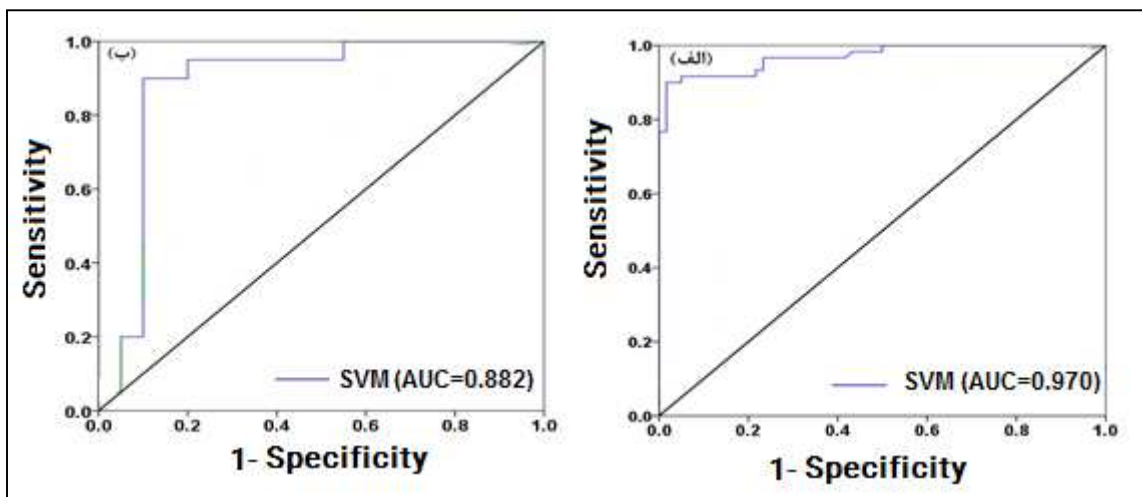 (ب)
1.0
0.8
0.6
0.4
0.2
0.0
Sensitivity
SVM (AUC=0.882)
0.0 0.2 0.4 0.6 0.8 1.0
1- Specificity
(الف)
1.0
0.8
0.6
0.4
0.2
0.0
Sensitivity
SVM (AUC=0.970)
0.0 0.2 0.4 0.6 0.8 1.0
1- Specificity